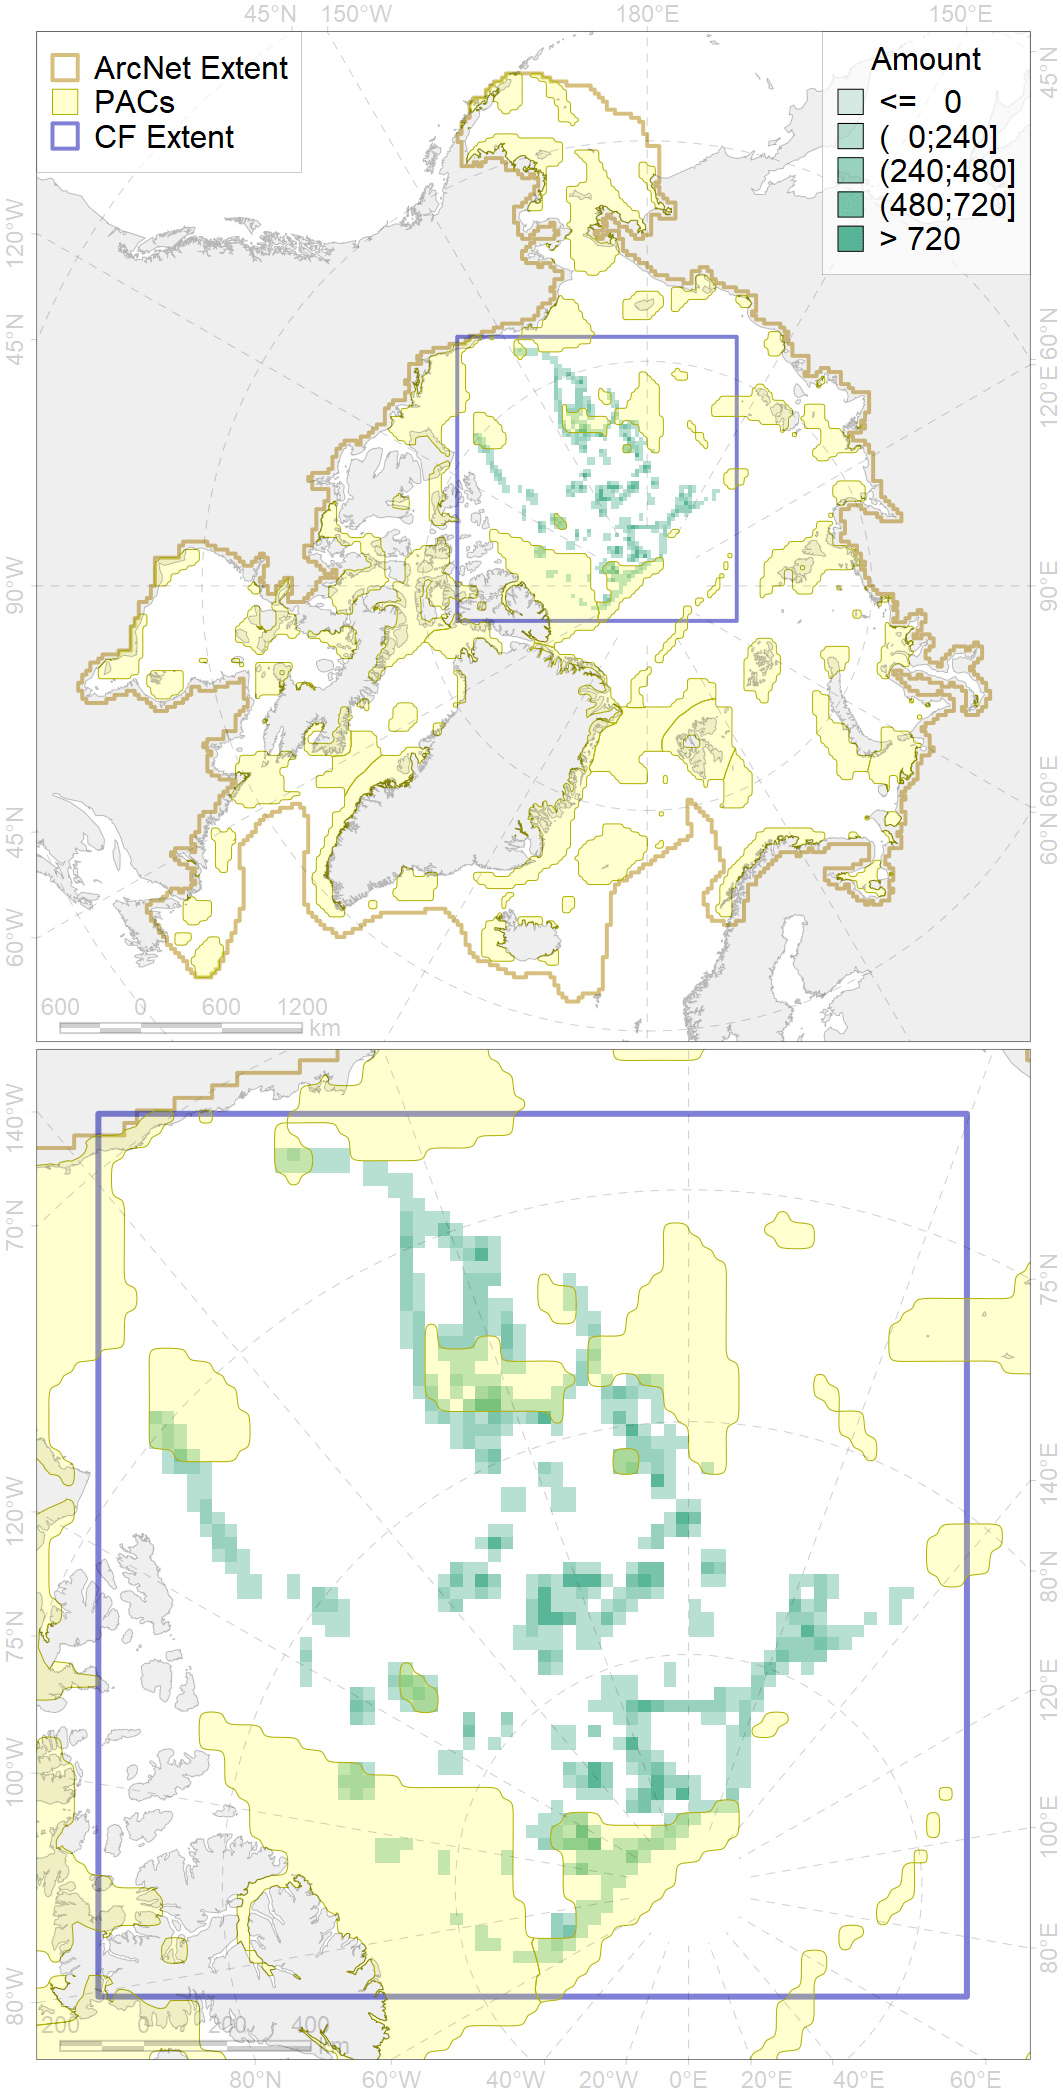 45°N 150°W 180°E 150°E
ArcNet Extent
PACs
CF Extent
Amount
<= 0
( 0;240]
(240;480]
(480;720]
> 720
120°W
45°N
90°W
45°N
60°W
45°N
60°N
120°E
90°E
60°E
60°N
600 0 600 1200
km
140°W
70°N
120°W
75°N
100°W
80°W
75°N
140°E
80°N
120°E
100°E
80°E
200 0 200 400
km
80°N 60°W 40°W 20°W 0°E 20°E 40°E 60°E